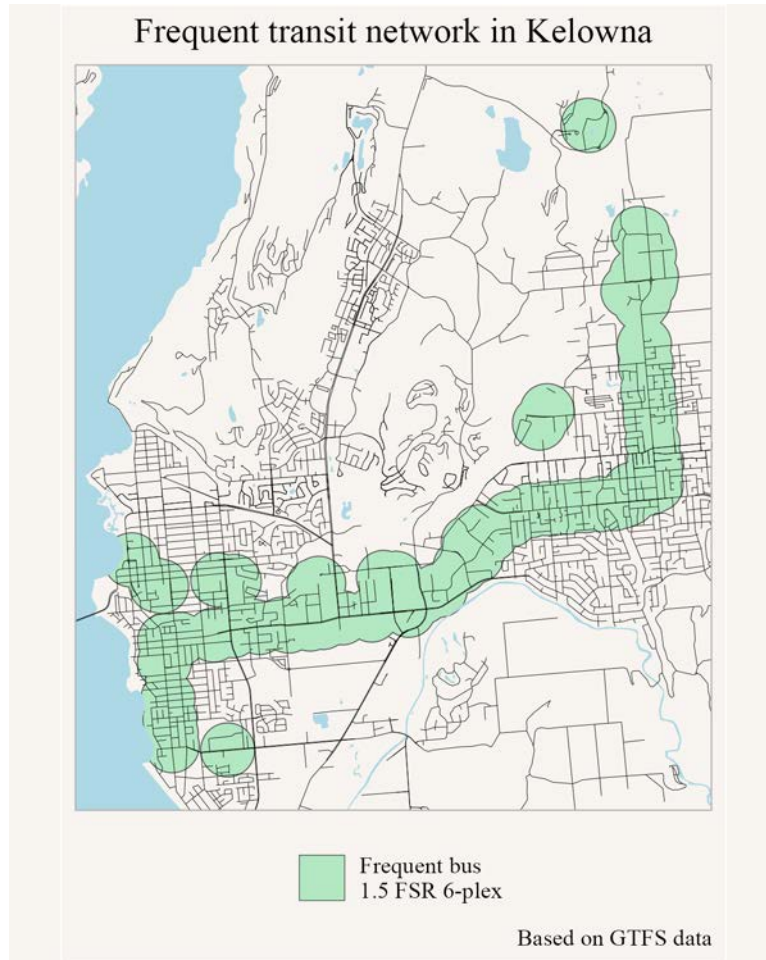 Frequent transit network in Kelowna
Frequent bus
1.5 FSR 6-plex
Based on GTFS data